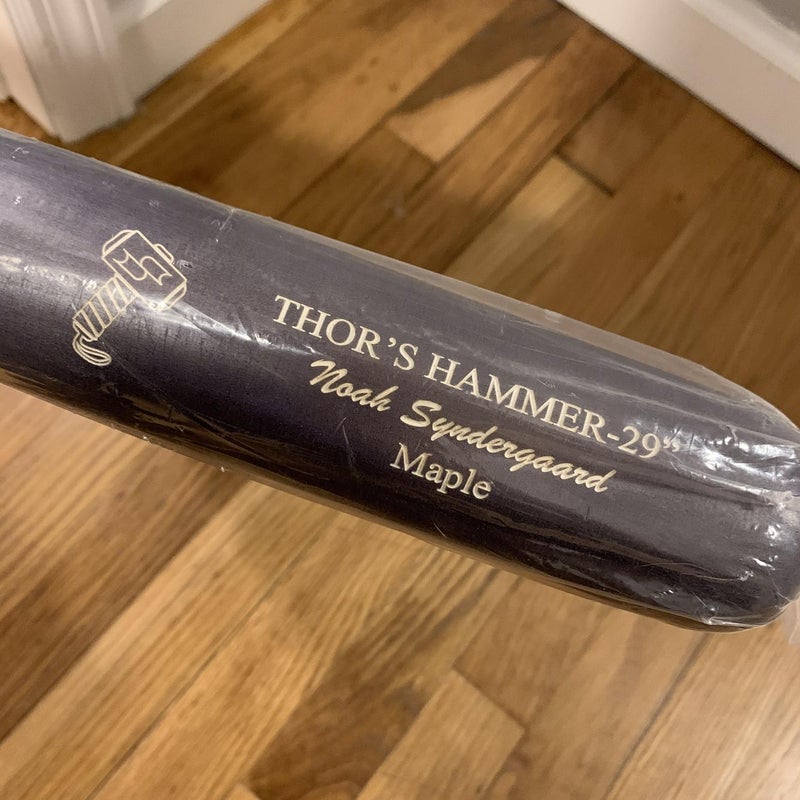 THOR'S HAMMER-29"
Noah Syndergaard
Maple